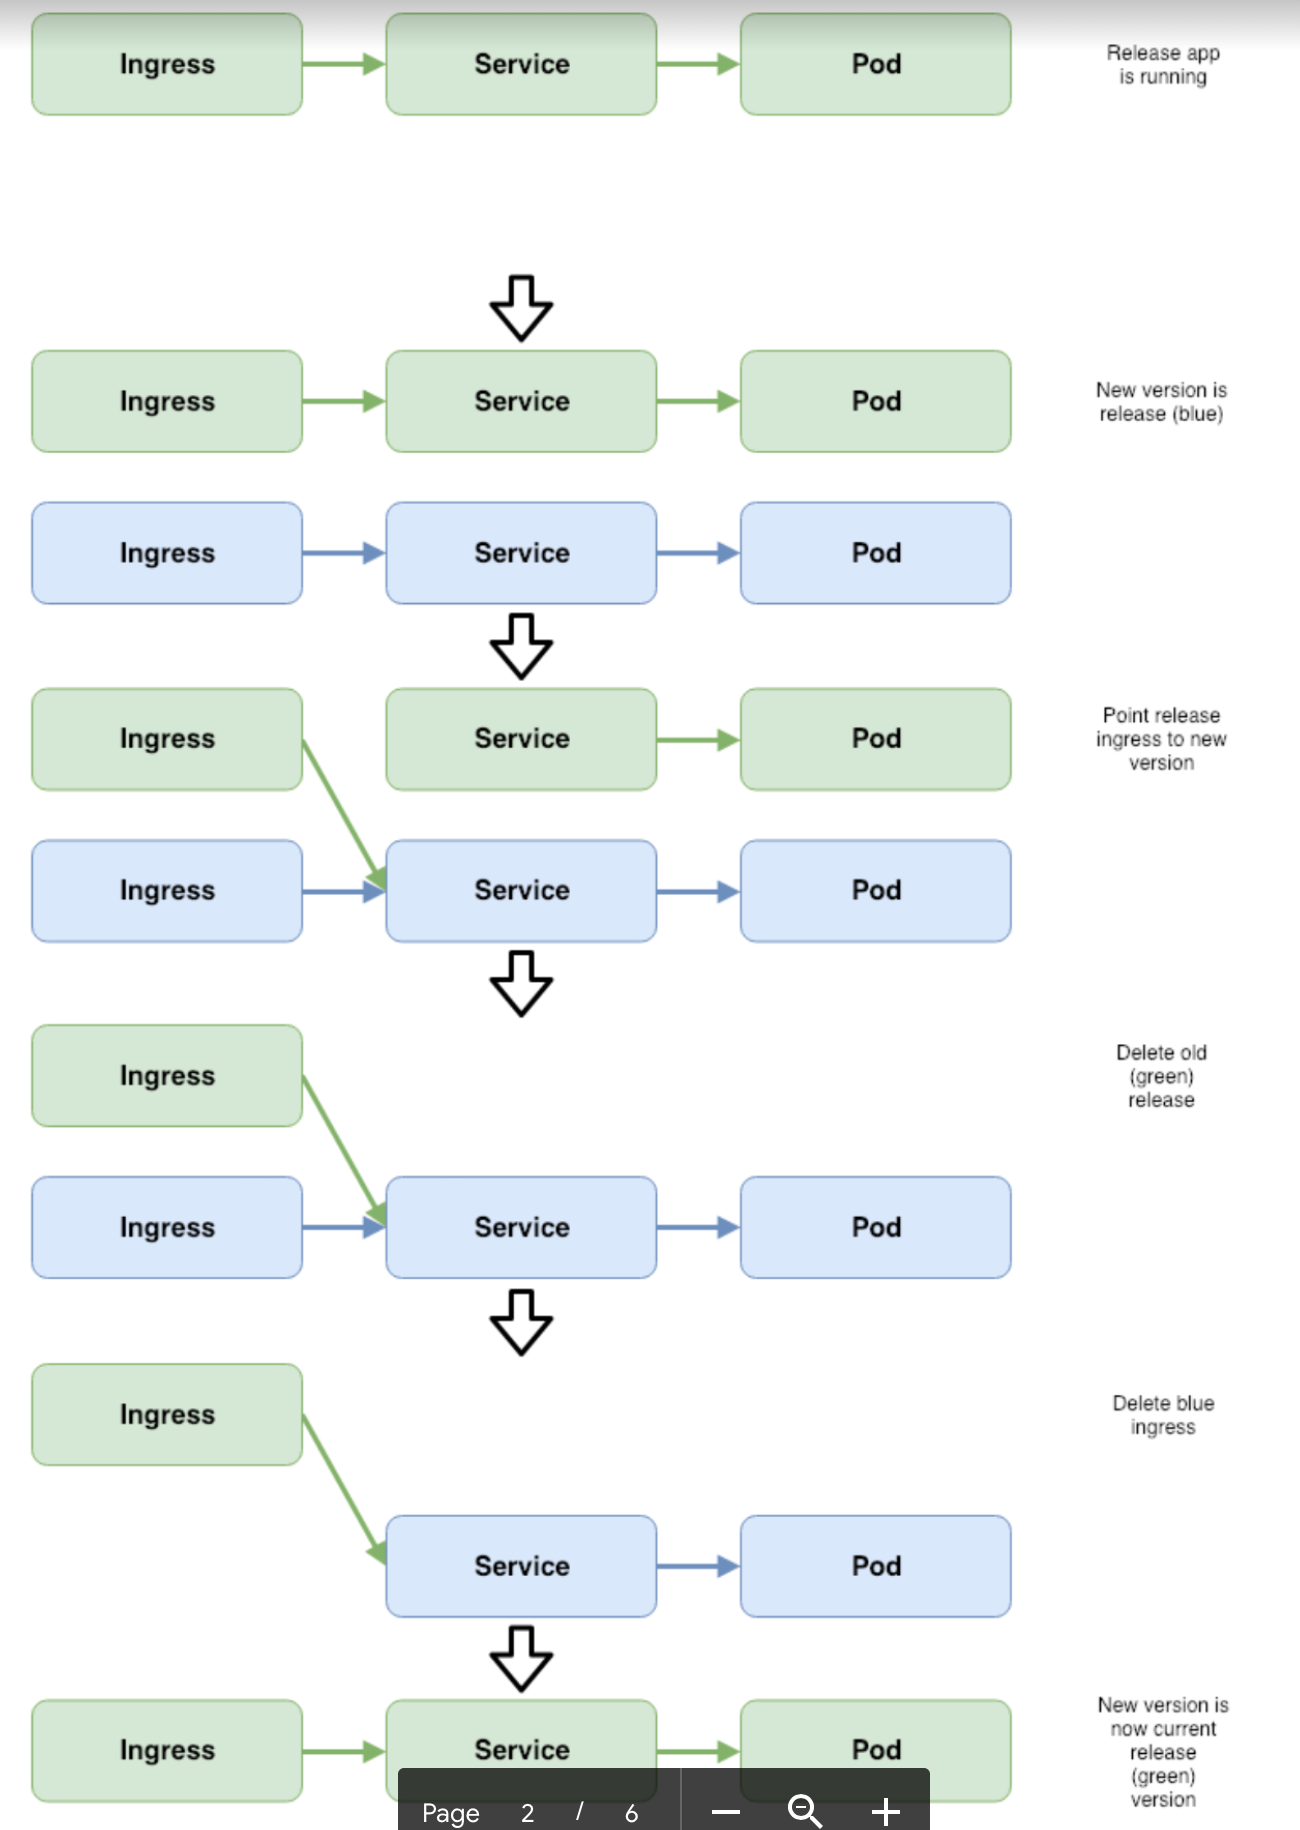 Ingress Service Pod Release app
is running
Ingress Service Pod New version is
release (blue)
Ingress Service Pod
Ingress Service Pod Point release
ingress to new
version
Ingress Service Pod
Ingress Delete old
(green)
release
Ingress Service Pod
Ingress Delete blue
ingress
Service Pod
Ingress Service Pod New version is
now current
release
(green)
version
Page 2 / 6